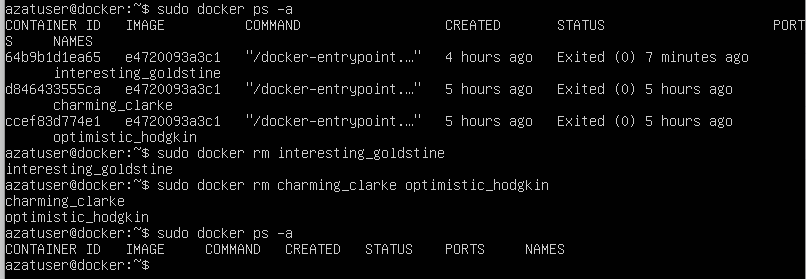 azatuser@docker:~$ sudo docker ps -a
CONTAINER ID   IMAGE          COMMAND                  CREATED       STATUS                     PORT
S     NAMES
64b9b1d1ea65   e4720093a3c1   "/docker-entrypoint.…"   4 hours ago   Exited (0) 7 minutes ago
      interesting_goldstine
d846433555ca   e4720093a3c1   "/docker-entrypoint.…"   5 hours ago   Exited (0) 5 hours ago
      charming_clarke
ccef83d774e1   e4720093a3c1   "/docker-entrypoint.…"   5 hours ago   Exited (0) 5 hours ago
      optimistic_hodgkin
azatuser@docker:~$ sudo docker rm interesting_goldstine
interesting_goldstine
azatuser@docker:~$ sudo docker rm charming_clarke optimistic_hodgkin
charming_clarke
optimistic_hodgkin
azatuser@docker:~$ sudo docker ps -a
CONTAINER ID   IMAGE     COMMAND   CREATED   STATUS    PORTS     NAMES
azatuser@docker:~$